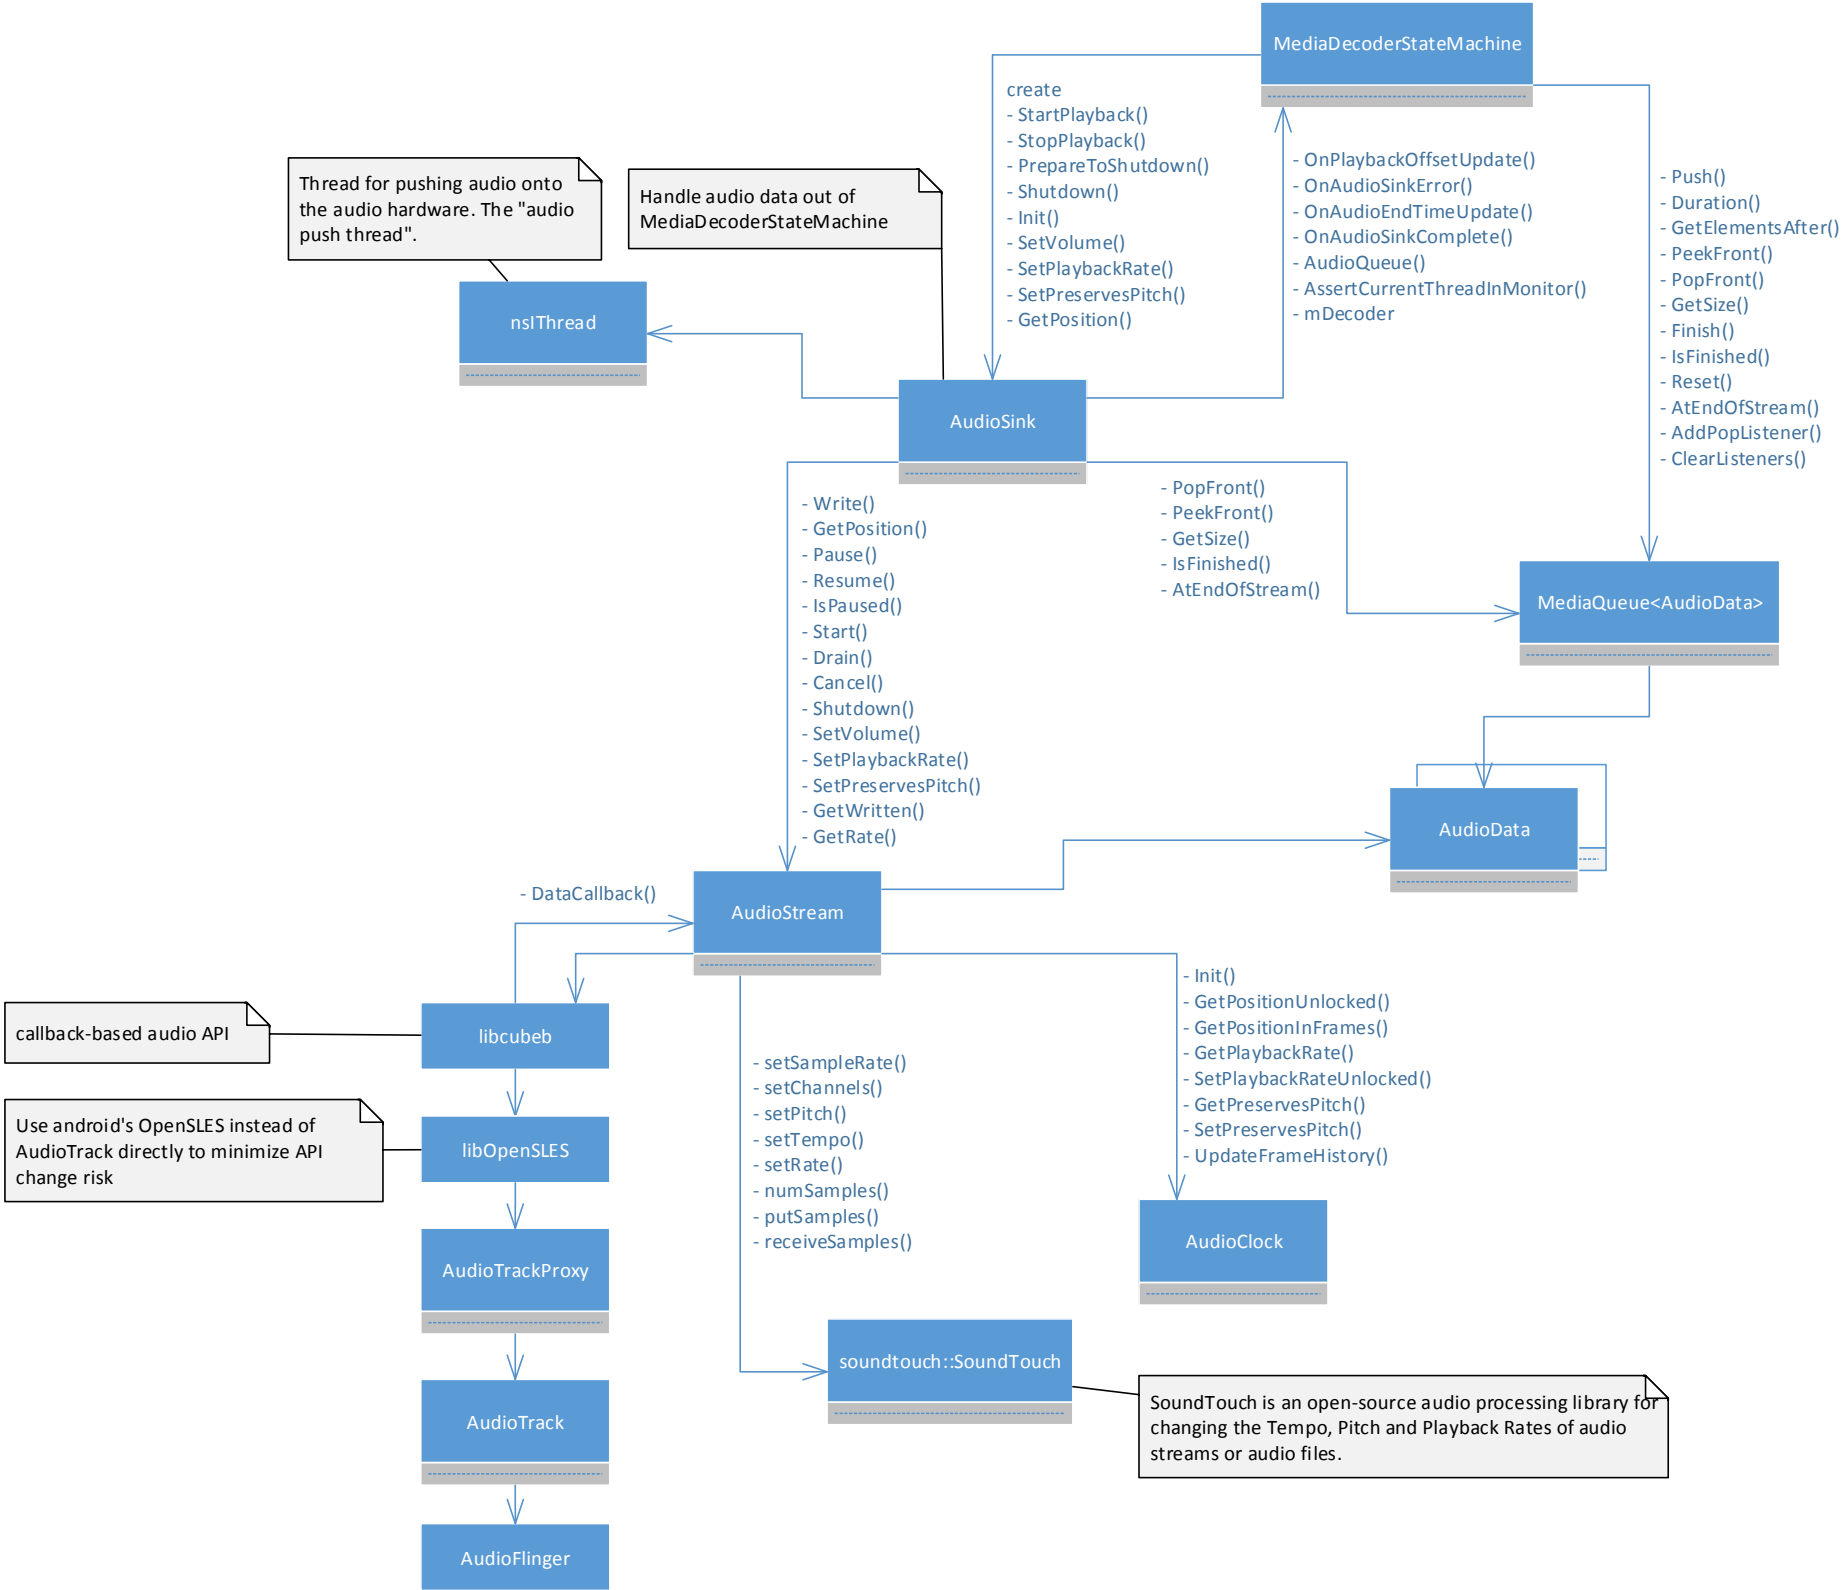 MediaDecoderStateMachine
create
- StartPlayback()
- StopPlayback()
- PrepareToShutdown()
- Shutdown()
- Init()
- SetVolume()
- SetPlaybackRate()
- SetPreservesPitch()
- GetPosition()
- OnPlaybackOffsetUpdate()
- OnAudioSinkError()
- OnAudioEndTimeUpdate()
- OnAudioSinkComplete()
- AudioQueue()
- AssertCurrentThreadInMonitor()
- mDecoder
- Push()
- Duration()
- GetElementsAfter()
- PeekFront()
- PopFront()
- GetSize()
- Finish()
- IsFinished()
- Reset()
- AtEndOfStream()
- AddPopListener()
- ClearListeners()
Thread for pushing audio onto
the audio hardware. The "audio
push thread".
Handle audio data out of
MediaDecoderStateMachine
nsIThread
AudioSink
- Write()
- GetPosition()
- Pause()
- Resume()
- IsPaused()
- Start()
- Drain()
- Cancel()
- Shutdown()
- SetVolume()
- SetPlaybackRate()
- SetPreservesPitch()
- GetWritten()
- GetRate()
- PopFront()
- PeekFront()
- GetSize()
- IsFinished()
- AtEndOfStream()
MediaQueue<AudioData>
AudioData
- DataCallback()
AudioStream
- Init()
- GetPositionUnlocked()
- GetPositionInFrames()
- GetPlaybackRate()
- SetPlaybackRateUnlocked()
- GetPreservesPitch()
- SetPreservesPitch()
- UpdateFrameHistory()
callback-based audio API
libcubeb
- setSampleRate()
- setChannels()
- setPitch()
- setTempo()
- setRate()
- numSamples()
- putSamples()
- receiveSamples()
Use android's OpenSLES instead of
AudioTrack directly to minimize API
change risk
libOpenSLES
AudioTrackProxy
AudioClock
soundtouch::SoundTouch
SoundTouch is an open-source audio processing library for
changing the Tempo, Pitch and Playback Rates of audio
streams or audio files.
AudioTrack
AudioFlinger